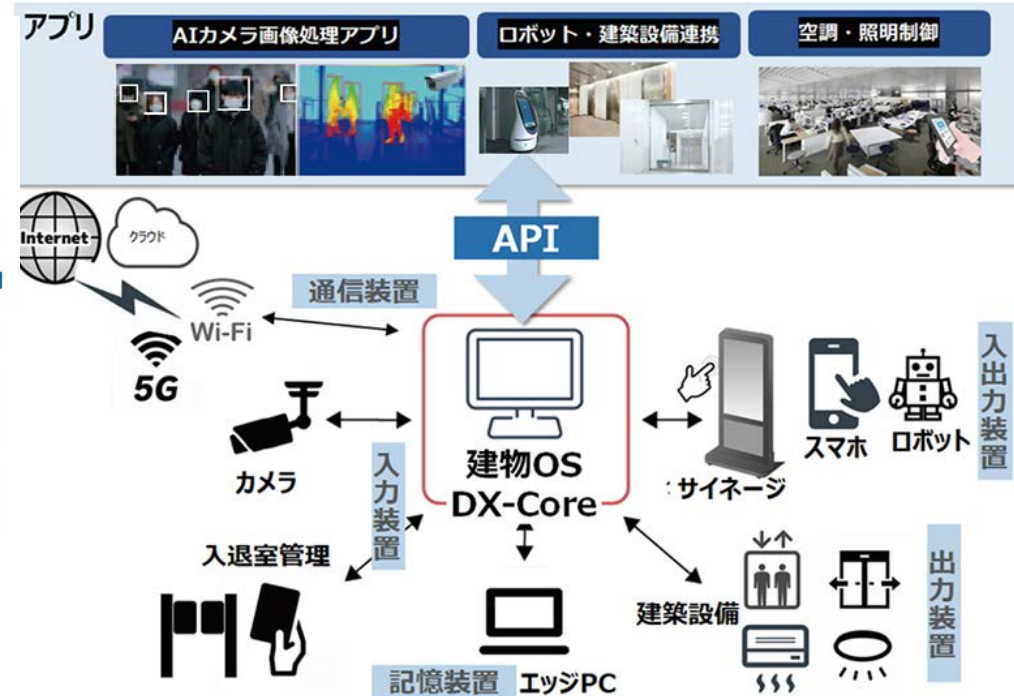 アプリ
AIカメラ画像処理アプリ
ロボット・建築設備連携
空調・照明制御
API
Internet
クラウド
Wi-Fi
5G
通信装置
カメラ
入力装置
入退室管理
建物OS
DX-Core
記憶装置
エッジPC
サイネージ
スマホ
ロボット
入出力装置
建築設備
出力装置